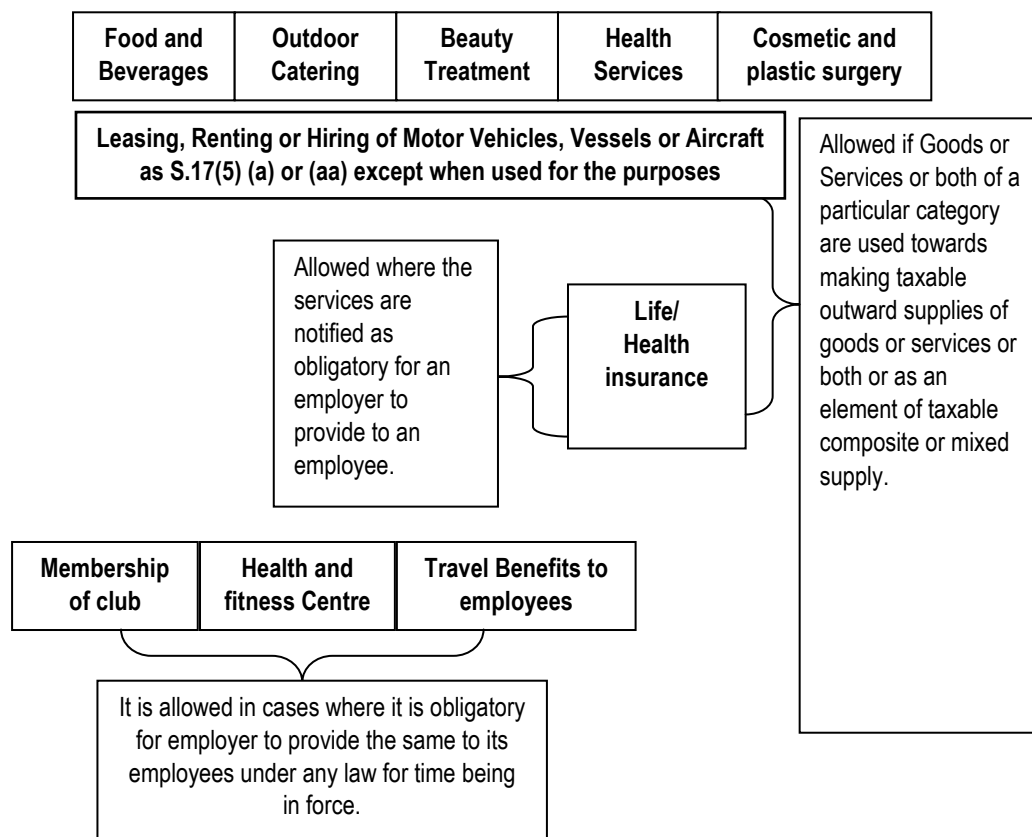 Food and
Beverages
Outdoor
Catering
Beauty
Treatment
Health
Services
Cosmetic and
plastic surgery
Leasing, Renting or Hiring of Motor Vehicles, Vessels or Aircraft
as S.17(5) (a) or (aa) except when used for the purposes
Allowed if Goods or
Services or both of a
particular category
are used towards
making taxable
outward supplies of
goods or services or
both or as an
element of taxable
composite or mixed
supply.
Allowed where the
services are
notified as
obligatory for an
employer to
provide to an
employee.
Life/
Health
insurance
Membership
of club
Health and
fitness Centre
Travel Benefits to
employees
It is allowed in cases where it is obligatory
for employer to provide the same to its
employees under any law for time being
in force.